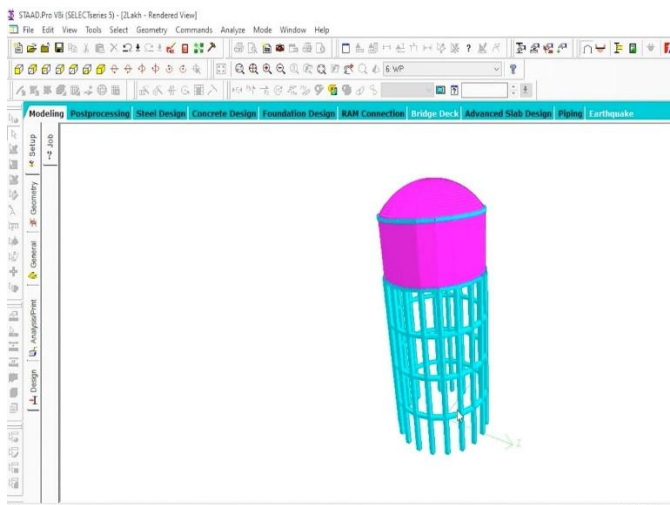 STAAD.Pro V8i (SELECTseries 5) - [2Lakh - Rendered View]
File Edit View Tools Select Geometry Commands Analyze Mode Window Help
6 WP
Modeling Postprocessing Steel Design Concrete Design Foundation Design RAM Connection Bridge Deck Advanced Slab Design Piping Earthquake
Setup
Job
Geometry
General
Analysis/Print
Design